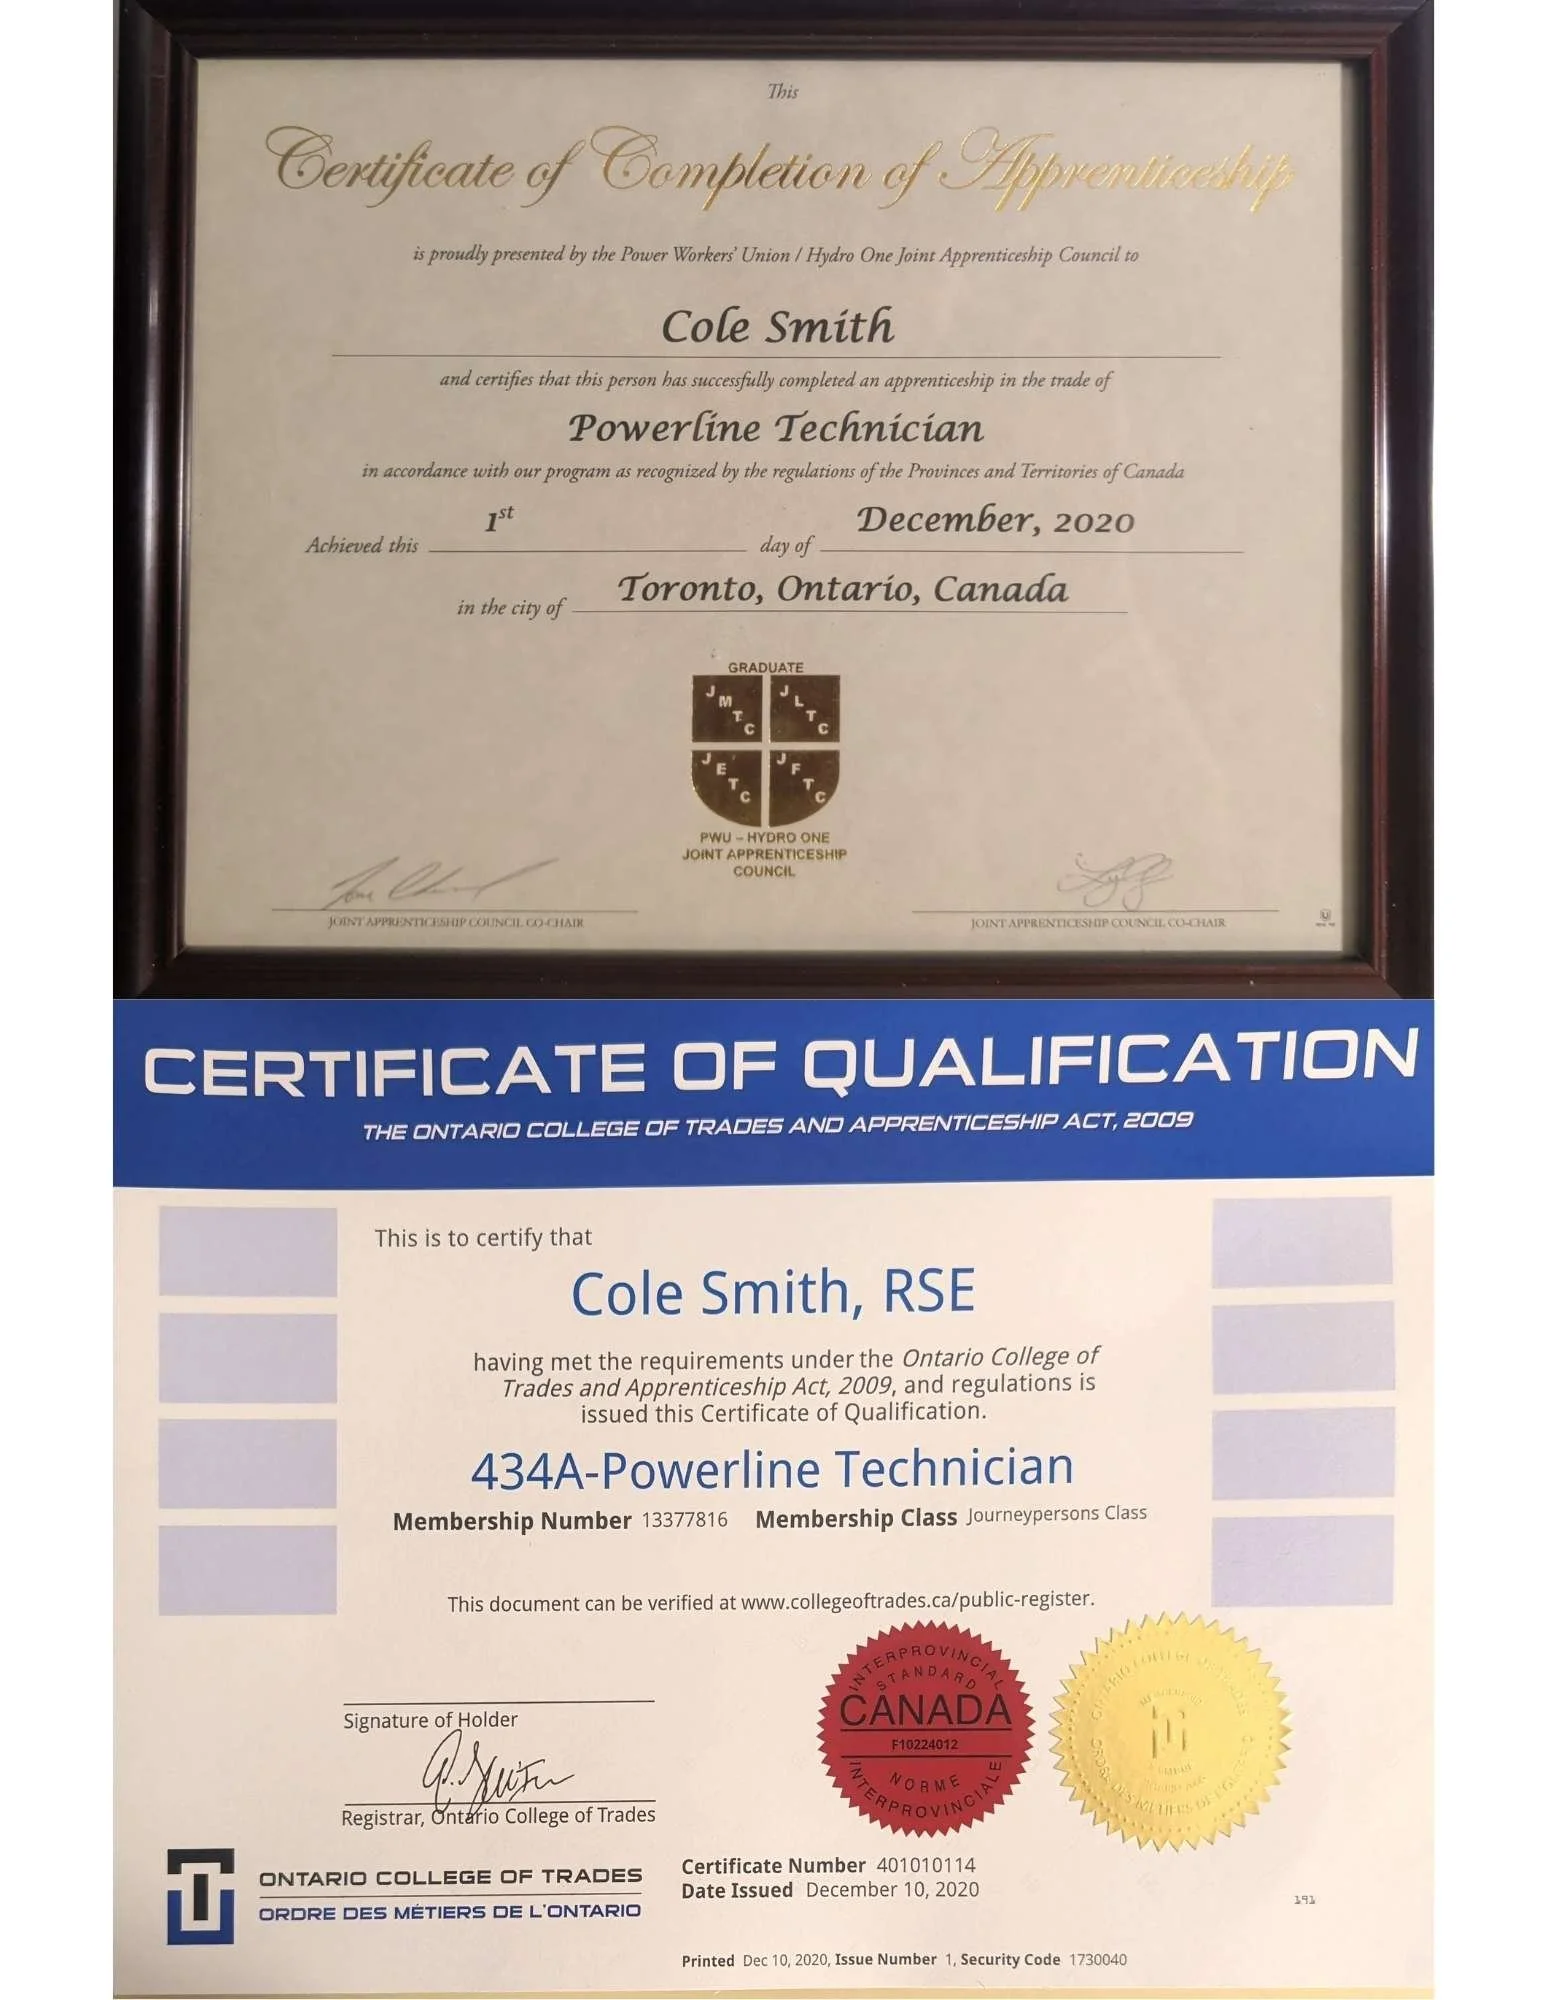 This
Certificate of Completion of Apprenticeship
is proudly presented by the Power Workers' Union / Hydro One Joint Apprenticeship Council to
Cole Smith
and certifies that this person has successfully completed an apprenticeship in the trade of
Powerline Technician
in accordance with our program as recognized by the regulations of the Provinces and Territories of Canada
Achieved this 1st day of December, 2020
in the city of Toronto, Ontario, Canada
GRADUATE
JMTC JLTC
JETC JFTC
PWU - HYDRO ONE
JOINT APPRENTICESHIP
COUNCIL
JOINT APPRENTICESHIP COUNCIL CO-CHAIR
JOINT APPRENTICESHIP COUNCIL CO-CHAIR
CERTIFICATE OF QUALIFICATION
THE ONTARIO COLLEGE OF TRADES AND APPRENTICESHIP ACT, 2009
This is to certify that
Cole Smith, RSE
having met the requirements under the Ontario College of
Trades and Apprenticeship Act, 2009, and regulations is
issued this Certificate of Qualification.
434A-Powerline Technician
Membership Number 13377816 Membership Class Journeypersons Class
This document can be verified at www.collegeoftrades.ca/public-register.
Signature of Holder
Registrar, Ontario College of Trades
INTERPROVINCIAL
STANDARD
CANADA
F10224012
NORME
INTERPROVINCIALE
ONTARIO COLLEGE OF TRADES
ORDRE DES MÉTIERS DE L'ONTARIO
Certificate Number 401010114
Date Issued December 10, 2020
191
Printed Dec 10, 2020, Issue Number 1, Security Code 1730040